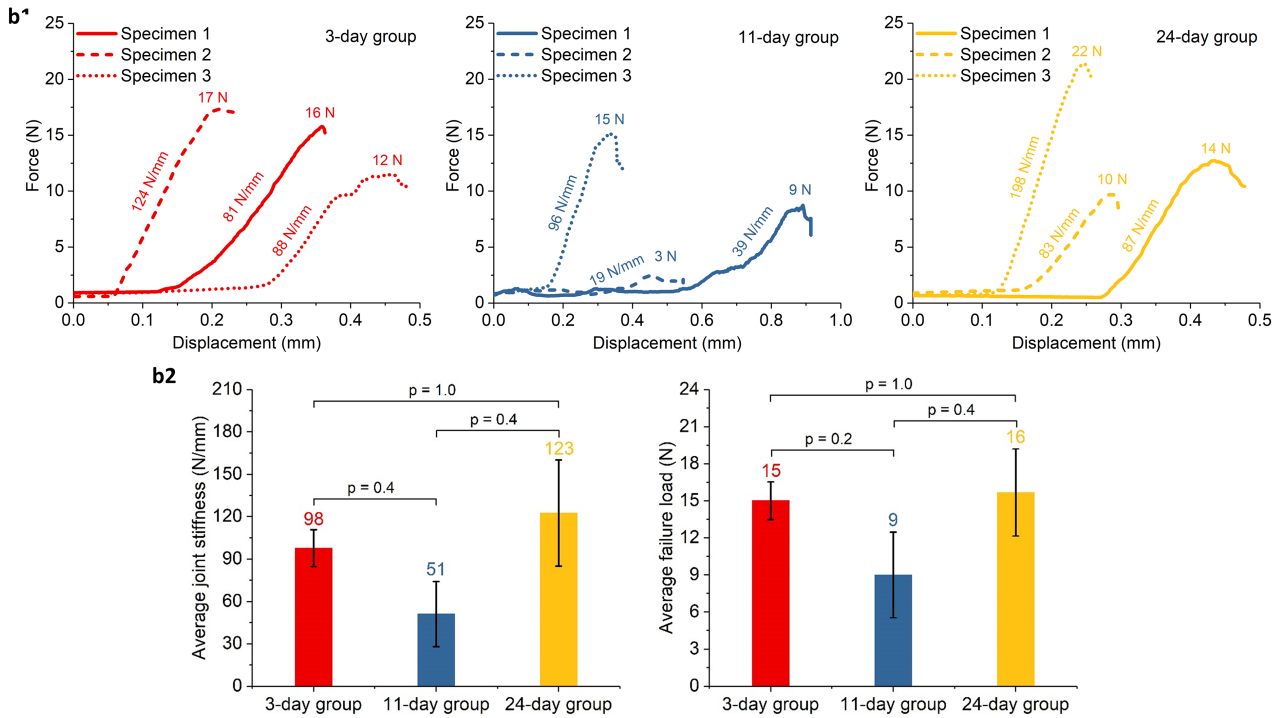 b1
25
20
15
10
5
0
Force (N)
Specimen 1
Specimen 2
Specimen 3
3-day group
17 N
16 N
12 N
124 N/mm
81 N/mm
88 N/mm
0.0 0.1 0.2 0.3 0.4 0.5
Displacement (mm)
25
20
15
10
5
0
Force (N)
Specimen 1
Specimen 2
Specimen 3
11-day group
15 N
9 N
3 N
96 N/mm
19 N/mm
39 N/mm
0.0 0.2 0.4 0.6 0.8 1.0
Displacement (mm)
25
20
15
10
5
0
Force (N)
Specimen 1
Specimen 2
Specimen 3
24-day group
22 N
14 N
10 N
198 N/mm
83 N/mm
87 N/mm
0.0 0.1 0.2 0.3 0.4 0.5
Displacement (mm)
b2
210
180
150
120
90
60
30
0
Average joint stiffness (N/mm)
p = 1.0
p = 0.4
p = 0.4
98
51
123
3-day group 11-day group 24-day group
24
21
18
15
12
9
6
3
0
Average failure load (N)
p = 1.0
p = 0.4
p = 0.2
15
9
16
3-day group 11-day group 24-day group